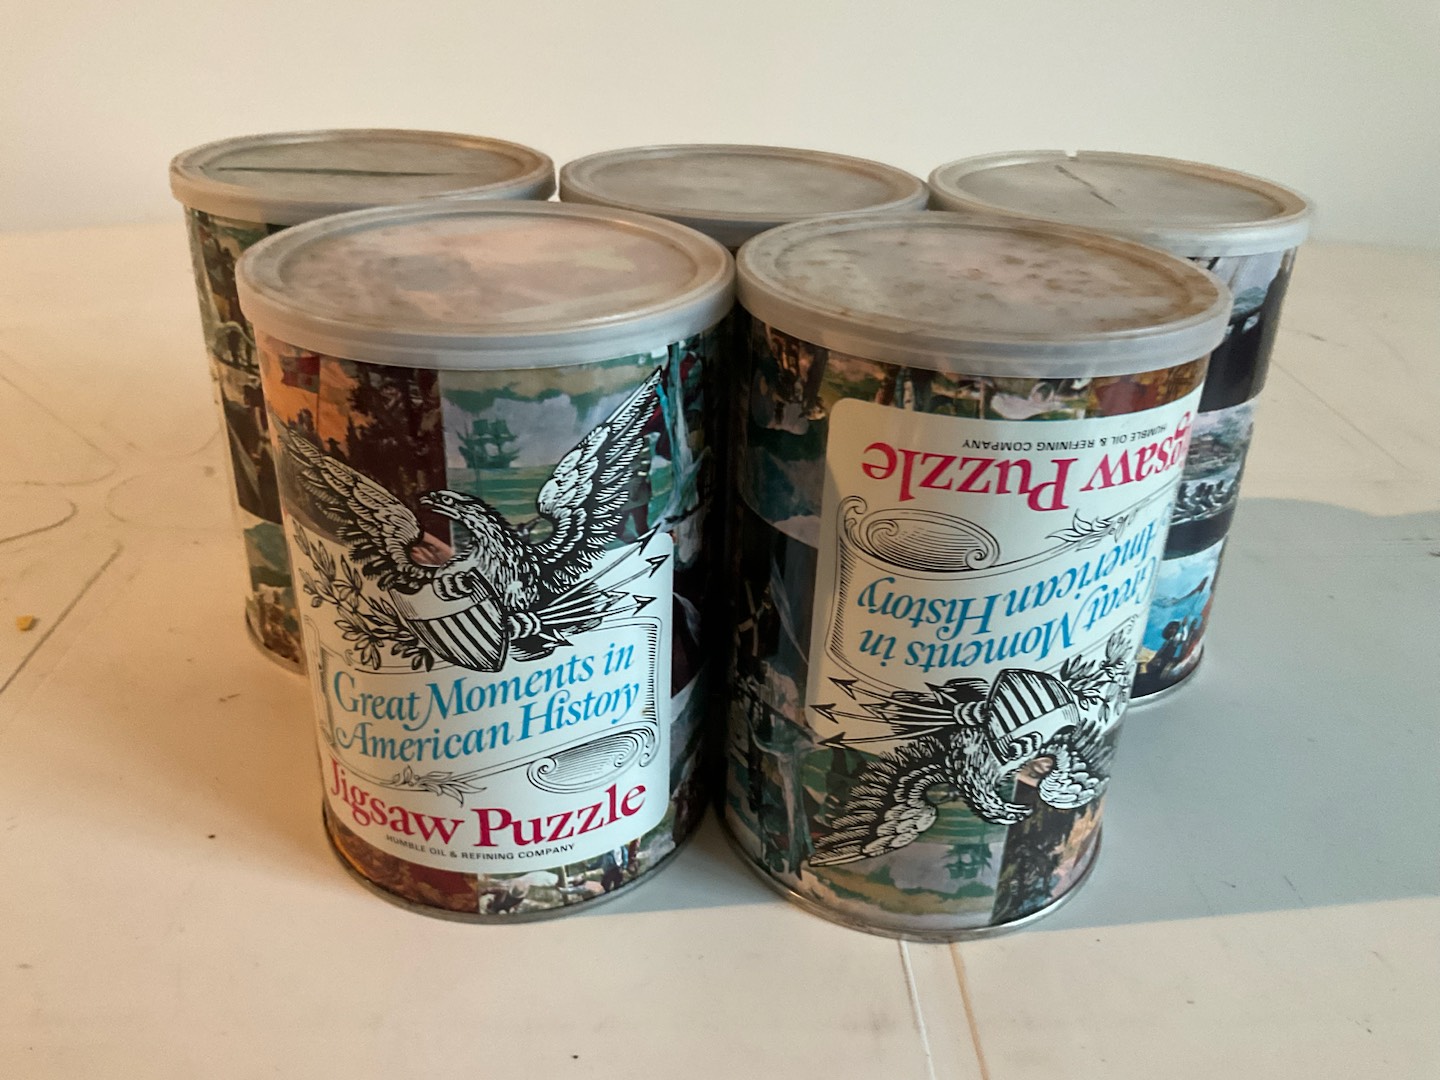 Great Moments in
American History
Jigsaw Puzzle
HUMBLE OIL & REFINING COMPANY
Great Moments in
American History
Jigsaw Puzzle
HUMBLE OIL & REFINING COMPANY